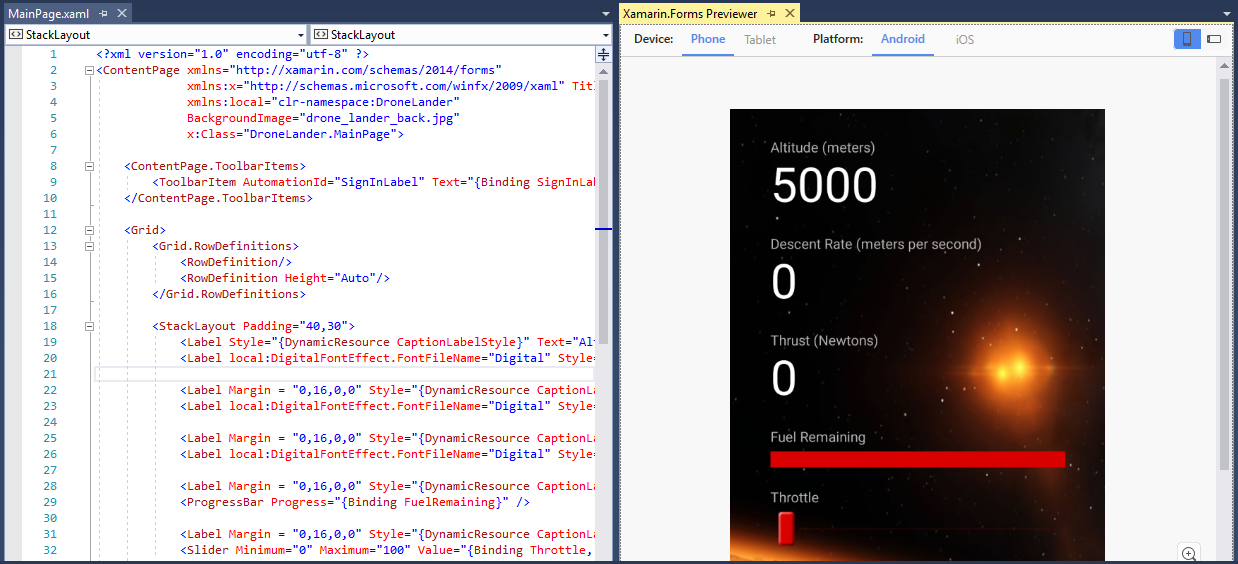 MainPage.xaml
StackLayout
StackLayout
1 <?xml version="1.0" encoding="utf-8" ?>
2 <ContentPage xmlns="http://xamarin.com/schemas/2014/forms"
3 xmlns:x="http://schemas.microsoft.com/winfx/2009/xaml" Titl
4 xmlns:local="clr-namespace:DroneLander"
5 BackgroundImage="drone_lander_back.jpg"
6 x:Class="DroneLander.MainPage">
7
8 <ContentPage.ToolbarItems>
9 <ToolbarItem AutomationId="SignInLabel" Text="{Binding SignInLab
10 </ContentPage.ToolbarItems>
11
12 <Grid>
13 <Grid.RowDefinitions>
14 <RowDefinition/>
15 <RowDefinition Height="Auto"/>
16 </Grid.RowDefinitions>
17
18 <StackLayout Padding="40,30">
19 <Label Style="{DynamicResource CaptionLabelStyle}" Text="Alt
20 <Label local:DigitalFontEffect.FontFileName="Digital" Style=
21
22 <Label Margin = "0,16,0,0" Style="{DynamicResource CaptionLa
23 <Label local:DigitalFontEffect.FontFileName="Digital" Style=
24
25 <Label Margin = "0,16,0,0" Style="{DynamicResource CaptionLa
26 <Label local:DigitalFontEffect.FontFileName="Digital" Style=
27
28 <Label Margin = "0,16,0,0" Style="{DynamicResource CaptionLa
29 <ProgressBar Progress="{Binding FuelRemaining}" />
30
31 <Label Margin = "0,16,0,0" Style="{DynamicResource CaptionLa
32 <Slider Minimum="0" Maximum="100" Value="{Binding Throttle,
Xamarin.Forms Previewer
Device: Phone Tablet Platform: Android iOS
Altitude (meters)
5000
Descent Rate (meters per second)
0
Thrust (Newtons)
0
Fuel Remaining
Throttle